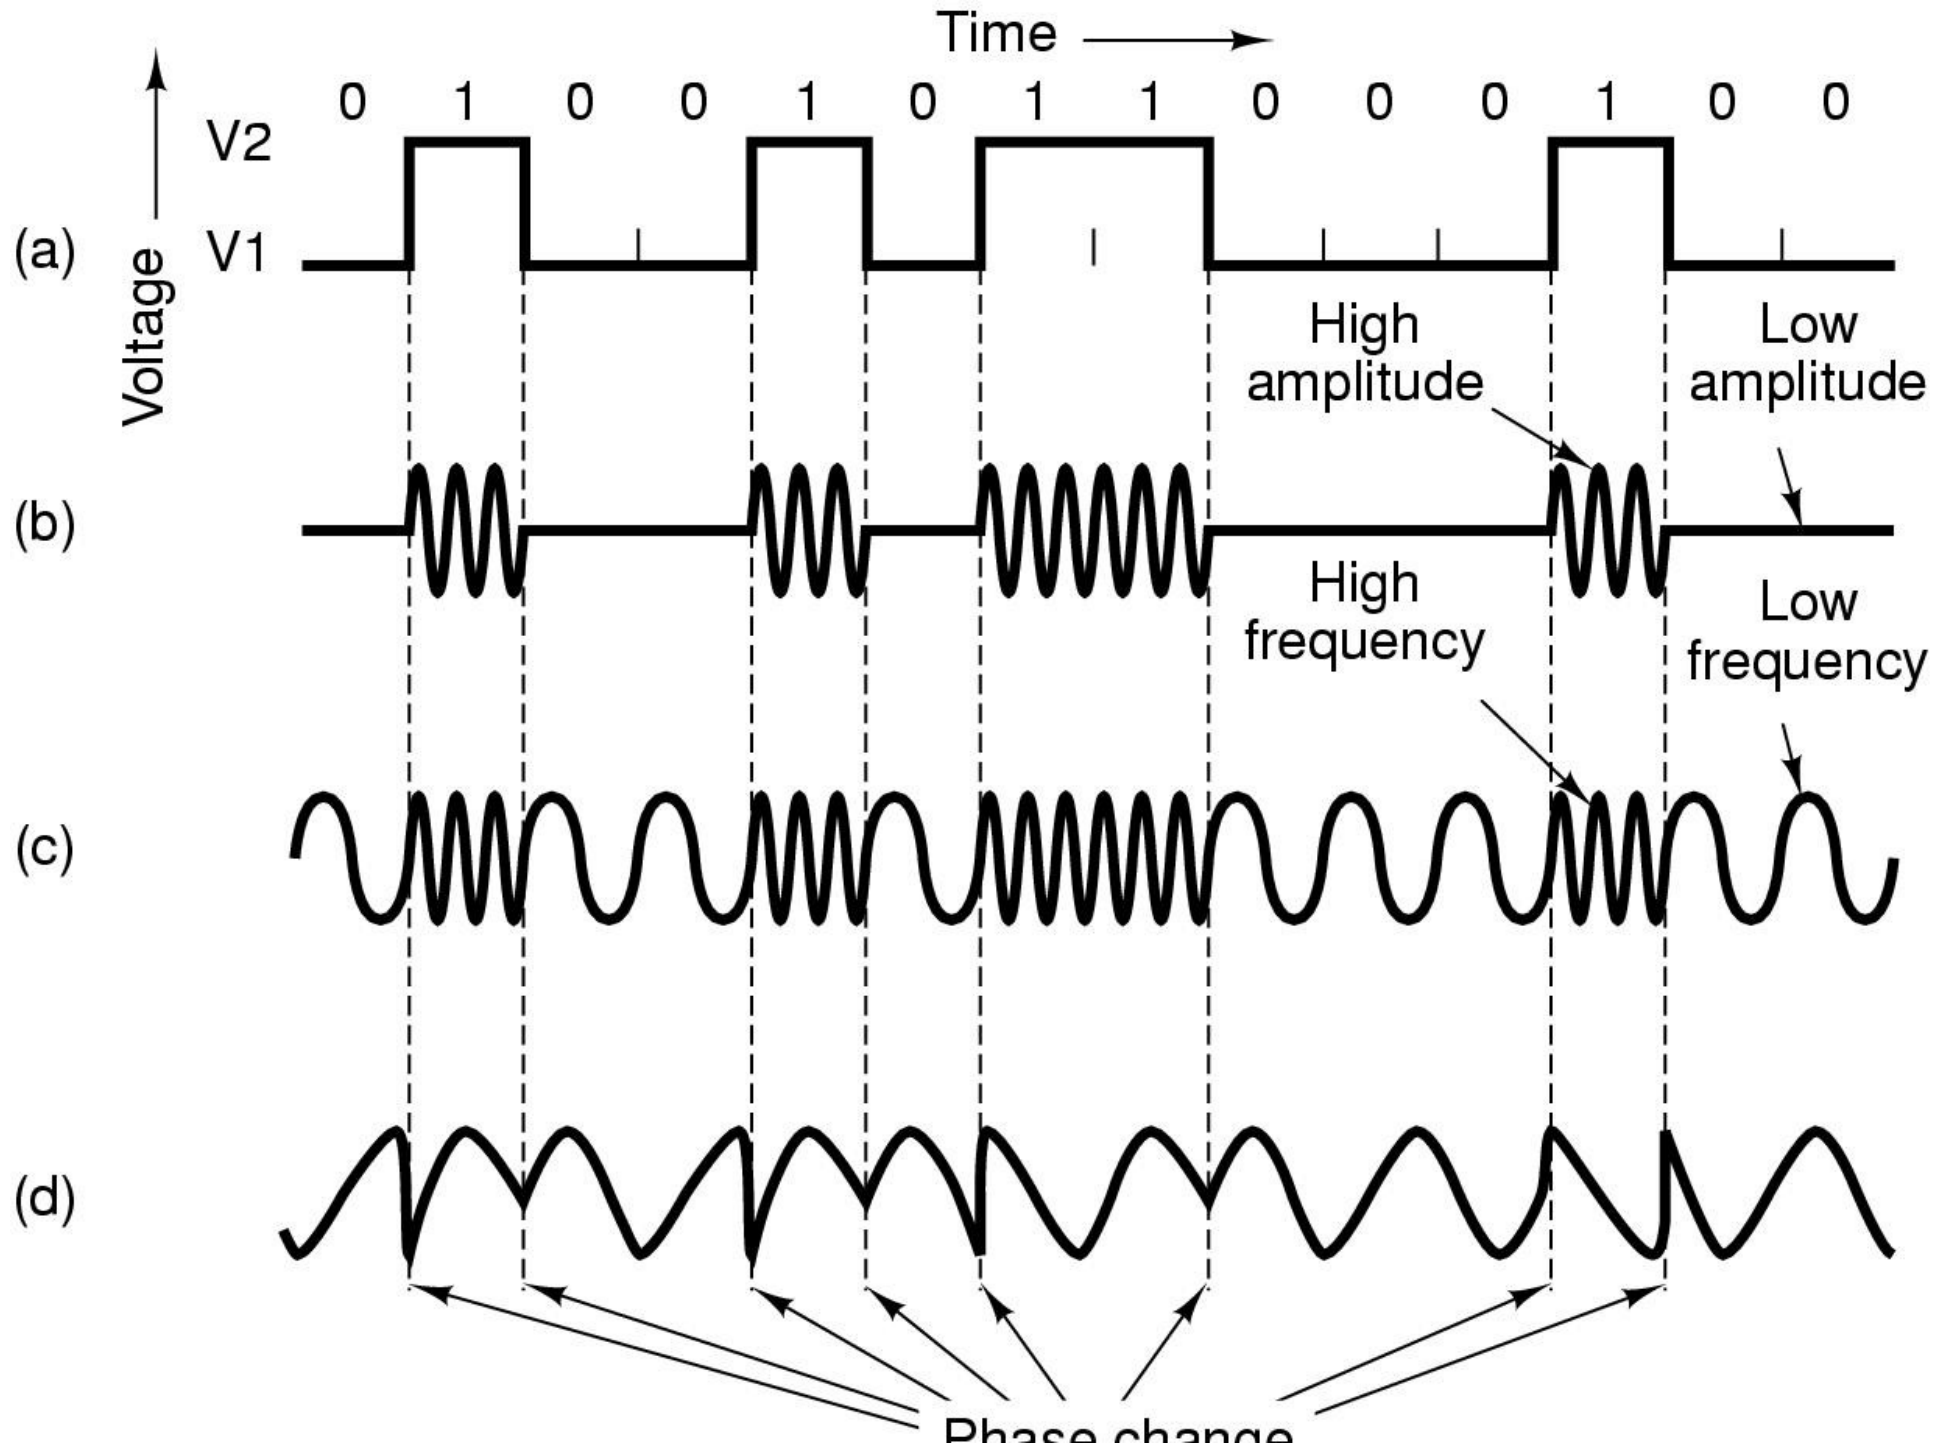 Time
0 1 0 0 1 0 1 1 0 0 0 1 0 0
V2
V1
Voltage
(a)
High
amplitude
Low
amplitude
(b)
High
frequency
Low
frequency
(c)
(d)
Phase change